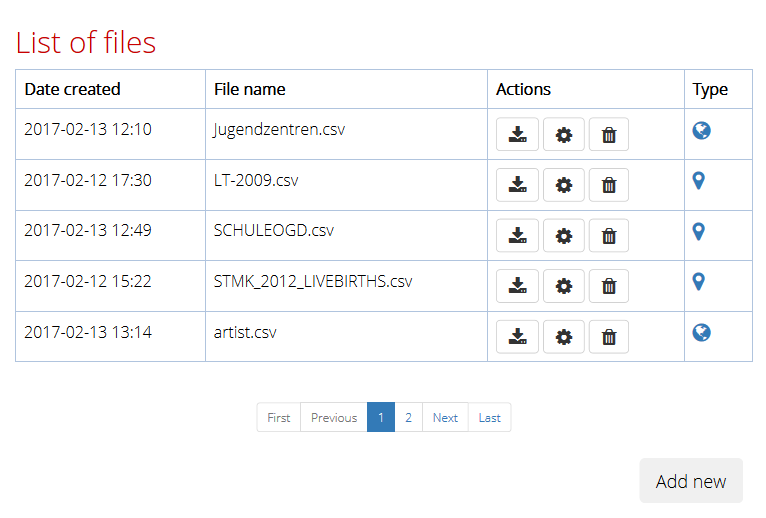 List of files
Date created File name Actions Type
2017-02-13 12:10 Jugendzentren.csv
2017-02-12 17:30 LT-2009.csv
2017-02-13 12:49 SCHULEOGD.csv
2017-02-12 15:22 STMK_2012_LIVEBIRTHS.csv
2017-02-13 13:14 artist.csv
First Previous 1 2 Next Last
Add new